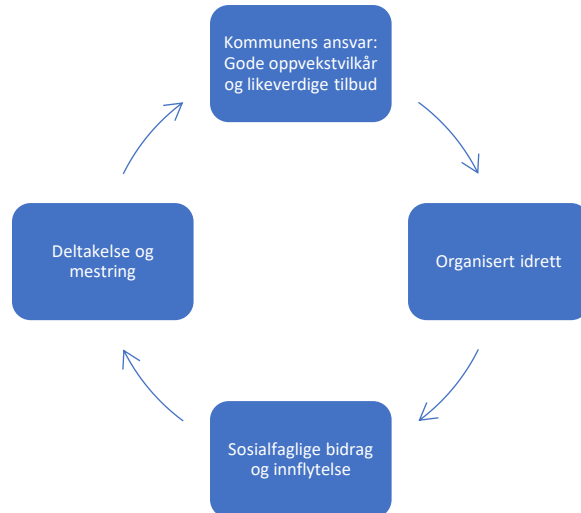 Kommunens ansvar:
Gode oppvekstvilkår
og likeverdige tilbud
Organisert idrett
Sosialfaglige bidrag
og innflytelse
Deltakelse og
mestring